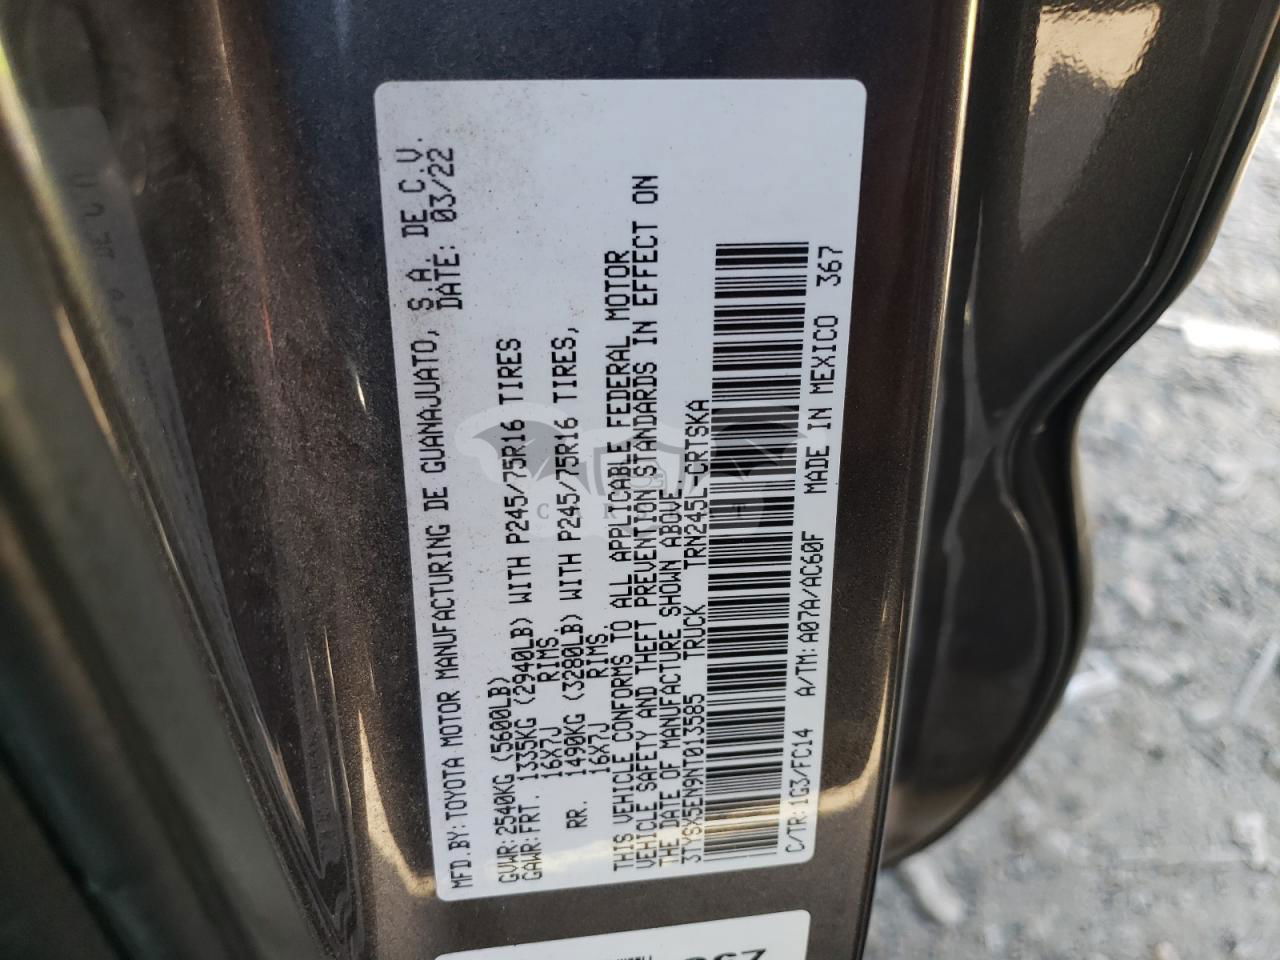 MFD.BY:TOYOTA MOTOR MANUFACTURING DE GUANAJUATO, S.A. DE C.V.
DATE: 03/22
GVWR:2540KG (5600LB)
GAWR:FRT. 1335KG (2940LB) WITH P245/75R16 TIRES
16X7J RIMS.
RR. 1490KG (3280LB) WITH P245/75R16 TIRES,
16X7J RIMS.
THIS VEHICLE CONFORMS TO ALL APPLICABLE FEDERAL MOTOR
VEHICLE SAFETY AND THEFT PREVENTION STANDARDS IN EFFECT ON
THE DATE OF MANUFACTURE SHOWN ABOVE.
3TYSX5EN9NT013585 TRUCK TRN245L-CRTSKA
C/TR:1G3/FC14 A/TM:A07A/AC60F MADE IN MEXICO 367